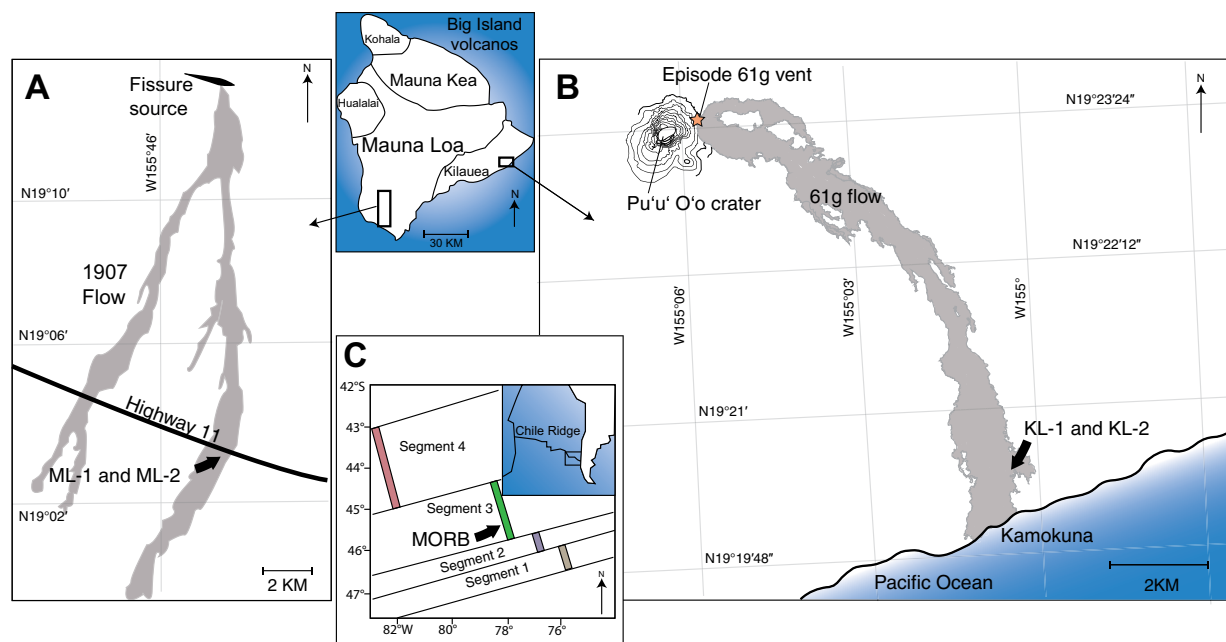 A
N
Fissure
source
W155°46′
N19°10′
1907
Flow
N19°06′
Highway 11
ML-1 and ML-2
N19°02′
2 KM
Big Island
volcanos
Kohala
Mauna Kea
Hualalai
Mauna Loa
Kilauea
N
30 KM
B
N
Episode 61g vent
N19°23′24″
Pu‘u‘ O‘o crater
61g flow
N19°22′12″
W155°06′
W155°03′
W155°
N19°21′
KL-1 and KL-2
Kamokuna
N19°19′48″
Pacific Ocean
2KM
C
42°S
43°
44°
45°
46°
47°
Segment 4
Chile Ridge
Segment 3
MORB
Segment 2
Segment 1
N
82°W
80°
78°
76°